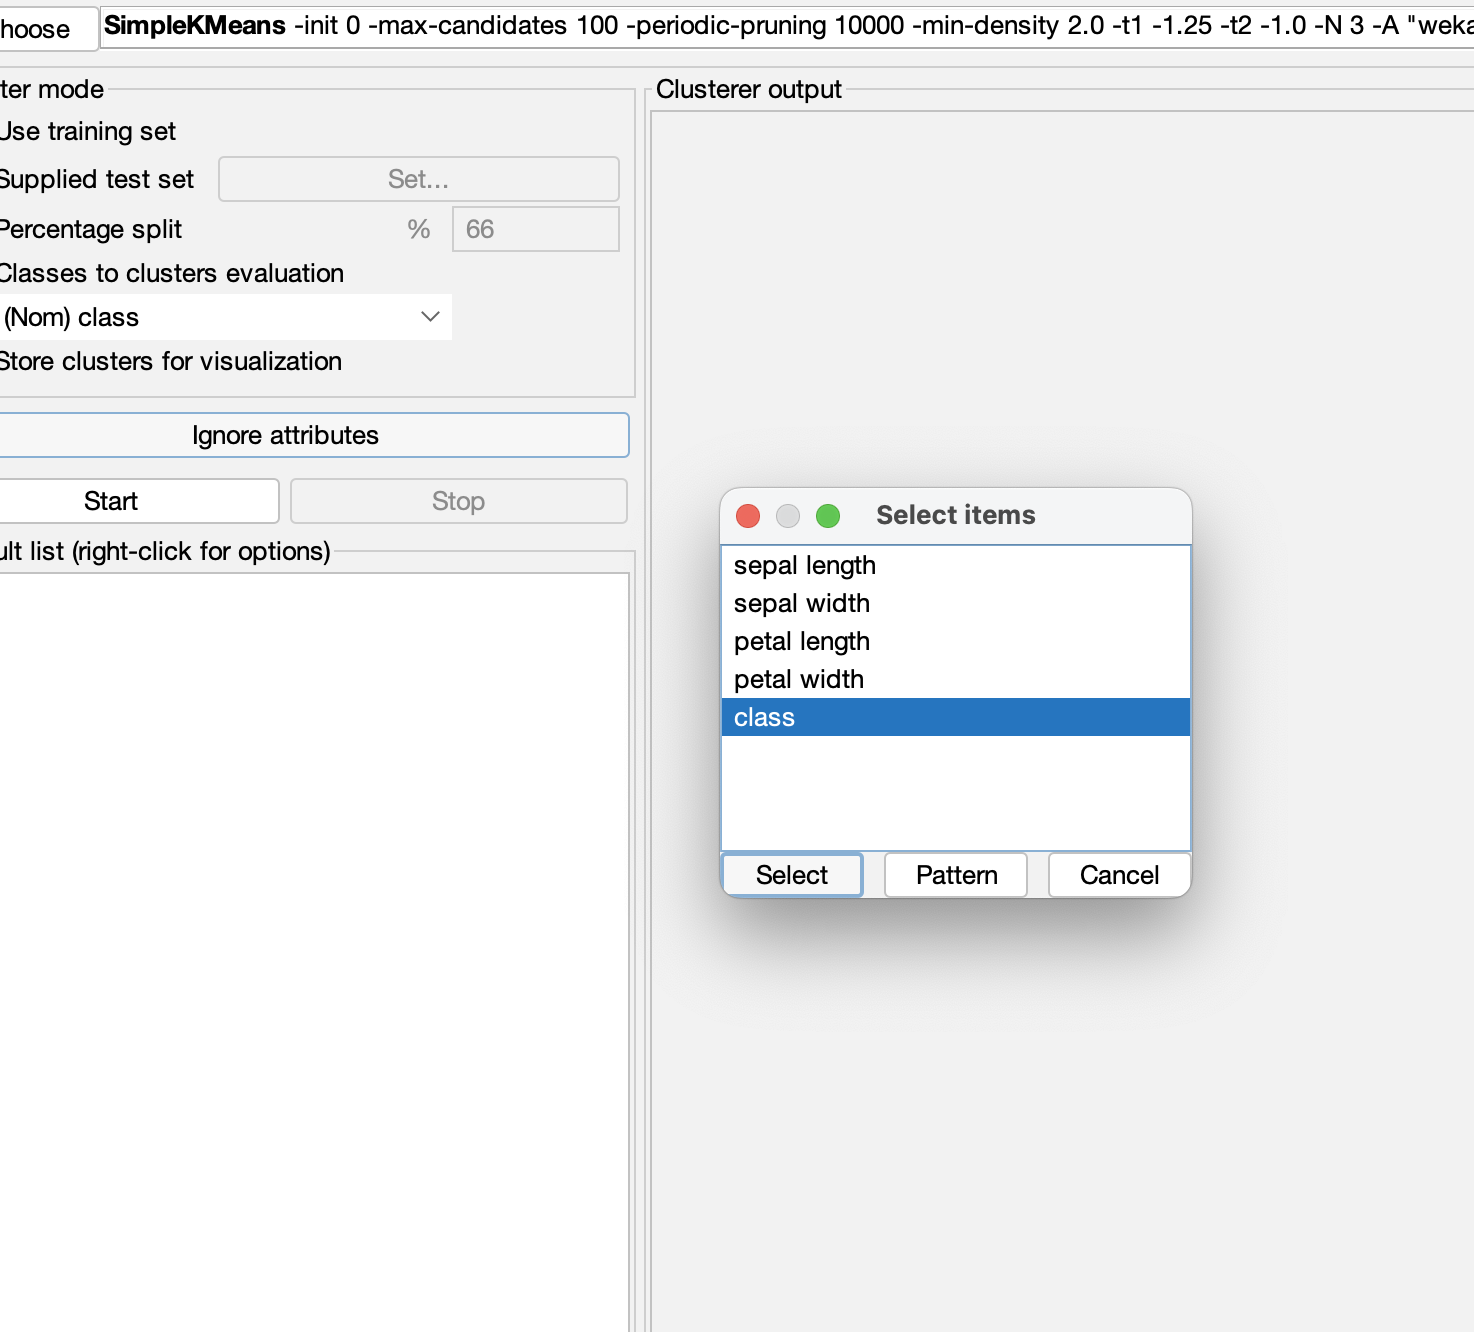 hoose
SimpleKMeans -init 0 -max-candidates 100 -periodic-pruning 10000 -min-density 2.0 -t1 -1.25 -t2 -1.0 -N 3 -A "weka
ter mode
Use training set
Supplied test set
Set...
Percentage split
%
66
Classes to clusters evaluation
(Nom) class
Store clusters for visualization
Ignore attributes
Start
Stop
ult list (right-click for options)
Clusterer output
Select items
sepal length
sepal width
petal length
petal width
class
Select
Pattern
Cancel